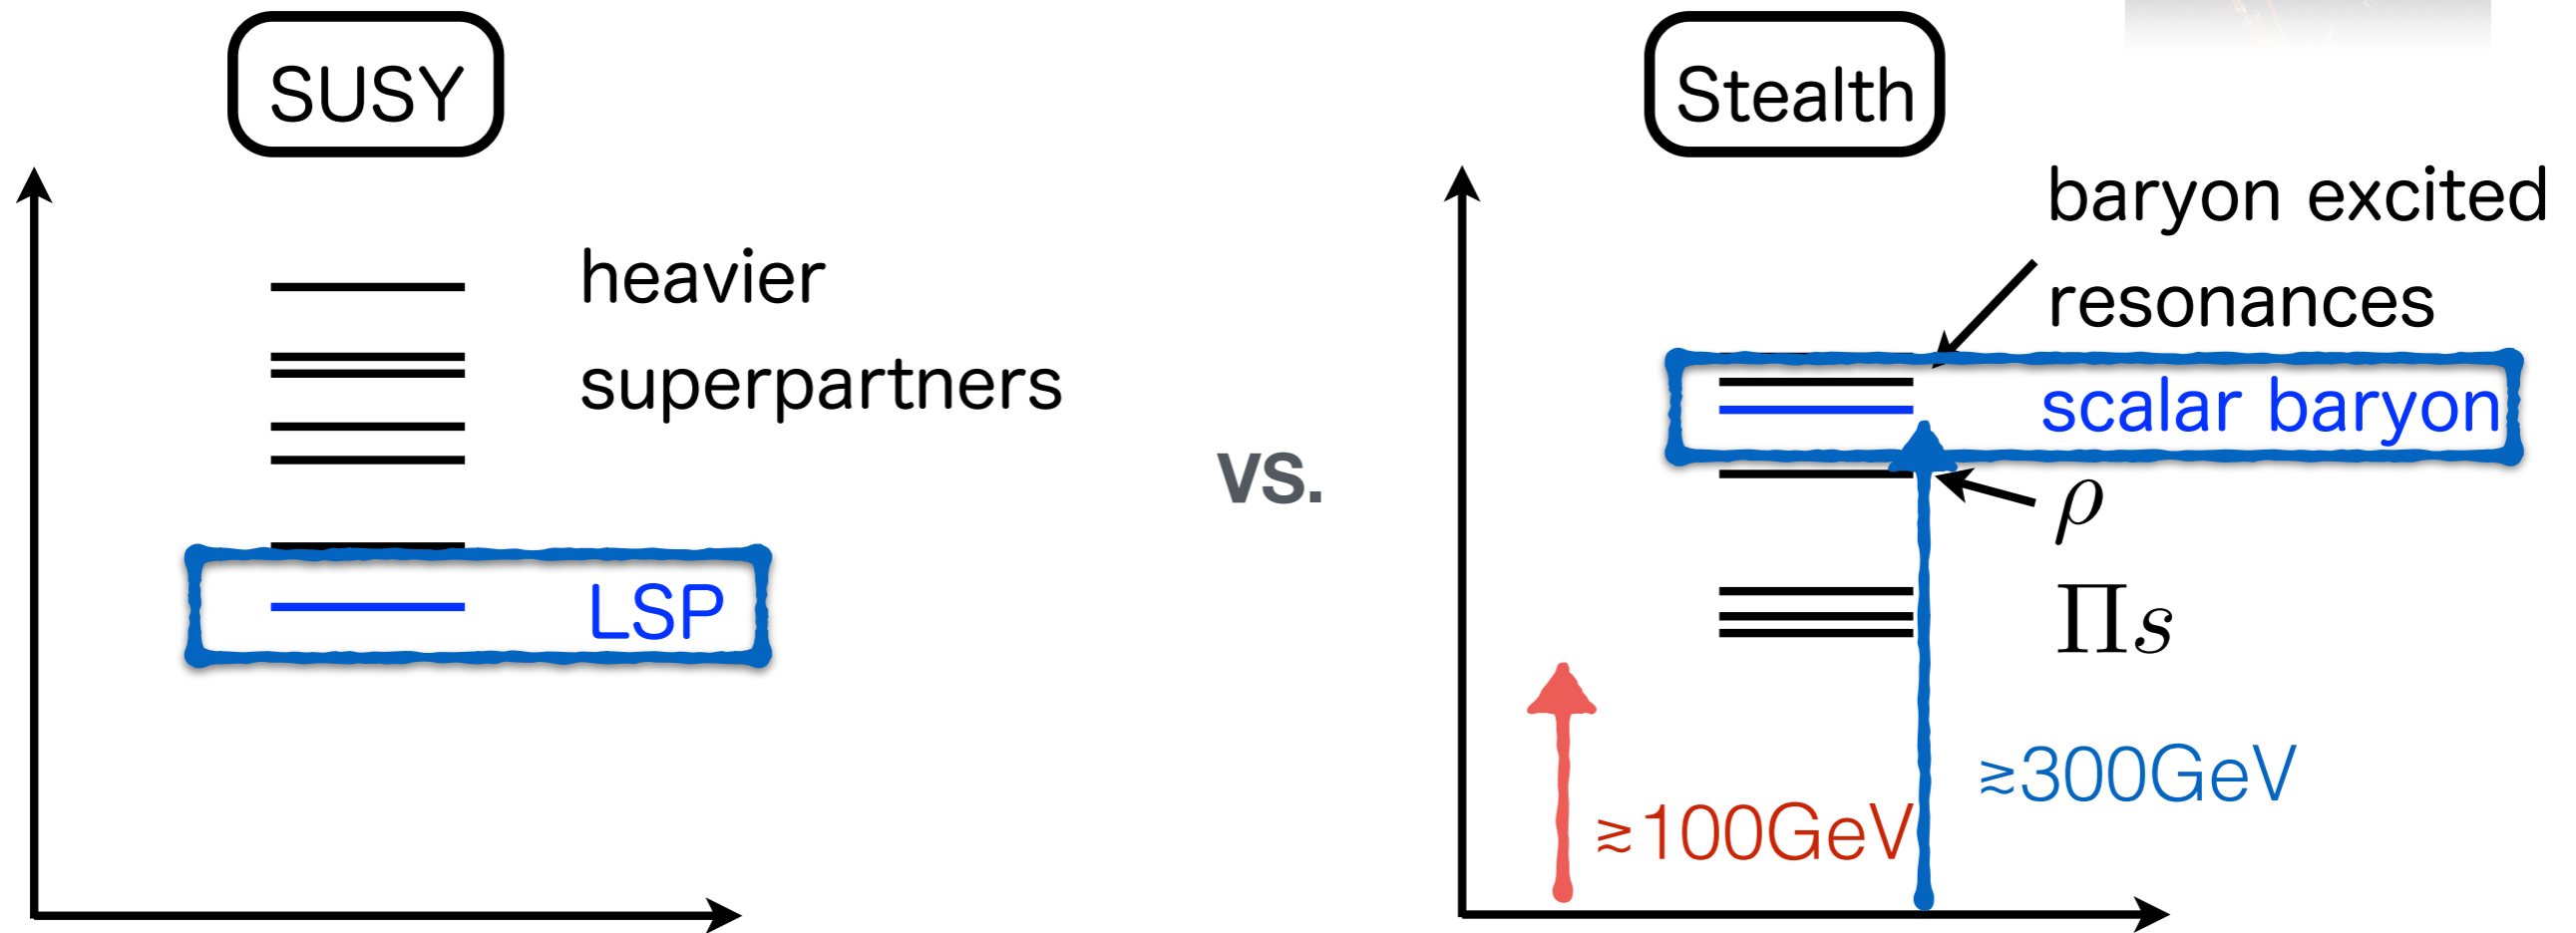 SUSY
heavier
superpartners
LSP
vs.
Stealth
baryon excited
resonances
scalar baryon
ρ
Πs
≳100GeV
≳300GeV